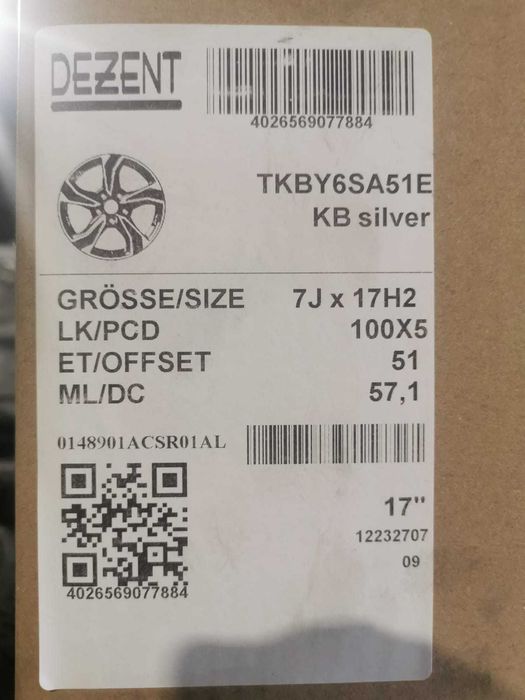 DEZENT
4026569077884
TKBY6SA51E
KB silver
GRÖSSE/SIZE 7J x 17H2
LK/PCD 100X5
ET/OFFSET 51
ML/DC 57,1
0148901ACSR01AL
17"
12232707
09
4026569077884